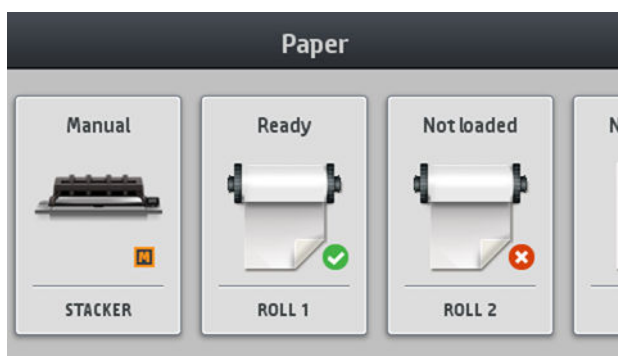 Paper
Manual
Ready
Not loaded
N
M
STACKER
ROLL 1
ROLL 2